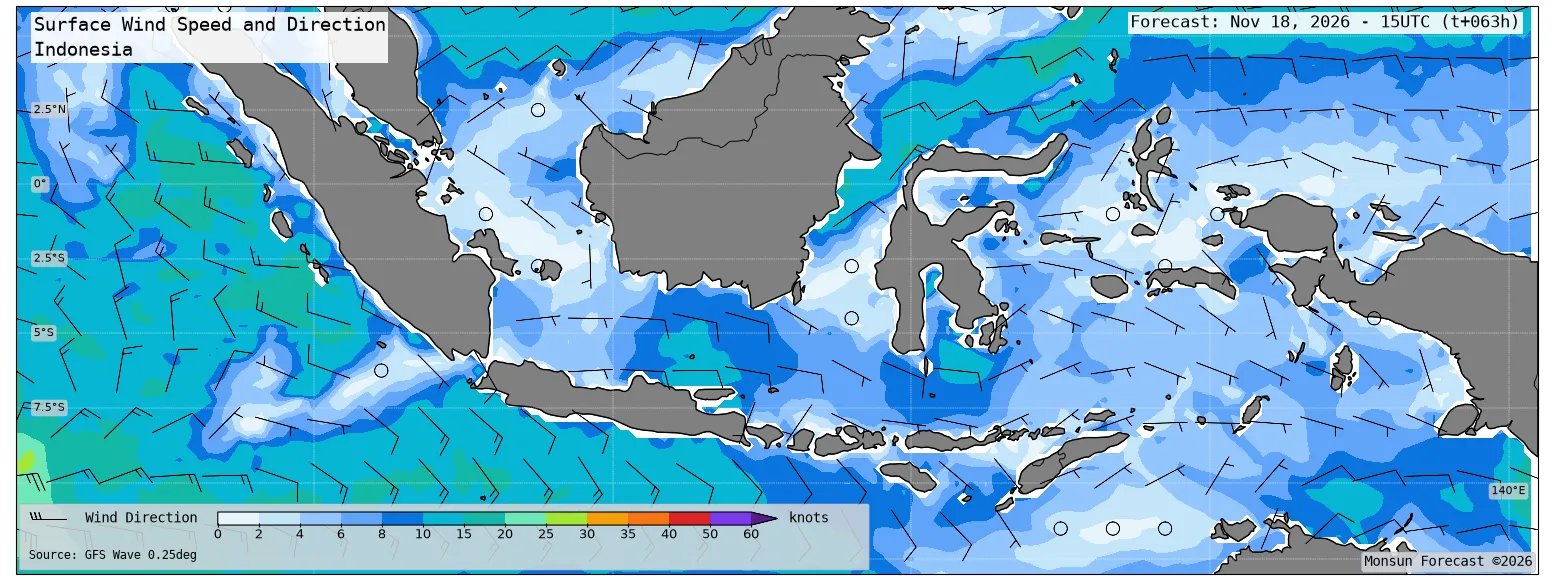 Surface Wind Speed and Direction
Indonesia
Forecast: Nov 18, 2026 - 15UTC (t+063h)
2.5°N
0°
2.5°S
5°S
7.5°S
140°E
Wind Direction
0 2 4 6 8 10 15 20 25 30 35 40 50 60 knots
Source: GFS Wave 0.25deg
Monsun Forecast ©2026